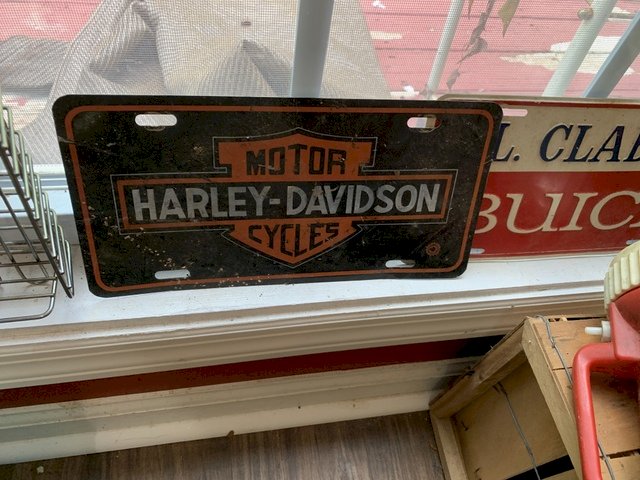 MOTOR
HARLEY-DAVIDSON
CYCLES
L. CLA
BUIC